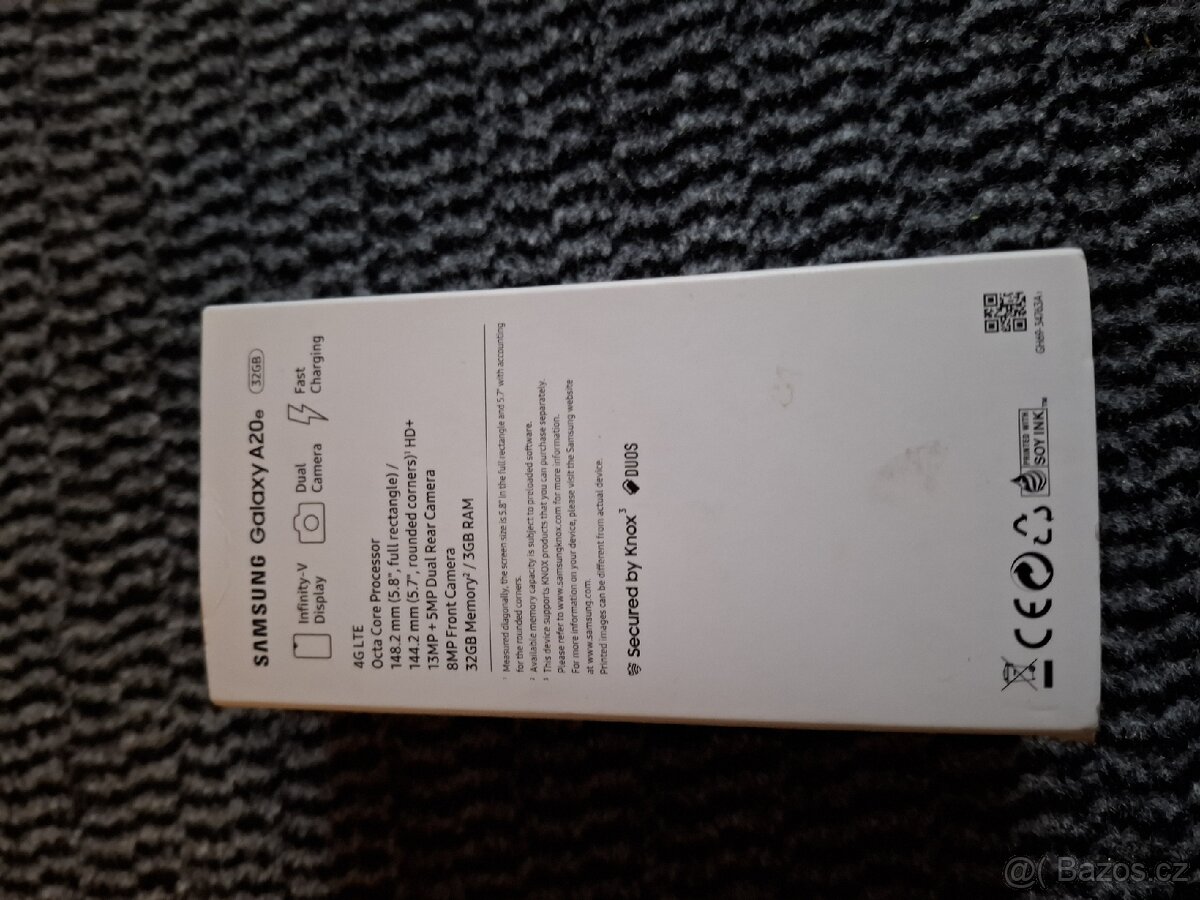 SAMSUNG Galaxy A20e 32GB
Infinity-V
Display
Dual
Camera
Fast
Charging
4G LTE
Octa Core Processor
148.2 mm (5.8", full rectangle) /
144.2 mm (5.7", rounded corners)¹ HD+
13MP + 5MP Dual Rear Camera
8MP Front Camera
32GB Memory² / 3GB RAM
¹ Measured diagonally, the screen size is 5.8" in the full rectangle and 5.7" with accounting
for the rounded corners.
² Available memory capacity is subject to preloaded software.
³ This device supports KNOX products that you can purchase separately.
Please refer to www.samsungknox.com for more information.
For more information on your device, please visit the Samsung website
at www.samsung.com.
Printed images can be different from actual device.
Secured by Knox³ DUOS
CE
PRINTED WITH
SOY INK™
GH69-34763A
@( Bazos.cz